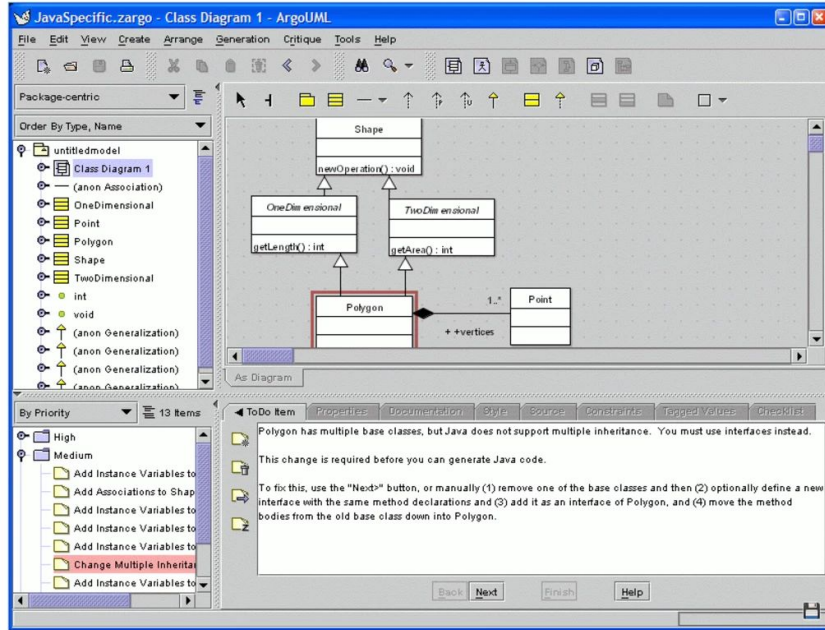 JavaSpecific.zargo - Class Diagram 1 - ArgoUML
File Edit View Create Arrange Generation Critique Tools Help
Package-centric
Order By Type, Name
untitledmodel
Class Diagram 1
(anon Association)
OneDimensional
Point
Polygon
Shape
TwoDimensional
int
void
(anon Generalization)
(anon Generalization)
(anon Generalization)
(anon Generalization)
Shape
newOperation() : void
OneDimensional
getLength() : int
TwoDimensional
getArea() : int
Polygon
1..*
+ +vertices
Point
As Diagram
By Priority
13 Items
High
Medium
Add Instance Variables to
Add Associations to Shap
Add Instance Variables to
Add Instance Variables to
Add Instance Variables to
Change Multiple Inheritan
Add Instance Variables to
ToDo Item Properties Documentation Style Source Constraints Tagged Values Checklist
Polygon has multiple base classes, but Java does not support multiple inheritance. You must use interfaces instead.
This change is required before you can generate Java code.
To fix this, use the "Next>" button, or manually (1) remove one of the base classes and then (2) optionally define a new
interface with the same method declarations and (3) add it as an interface of Polygon, and (4) move the method
bodies from the old base class down into Polygon.
Back Next Finish Help